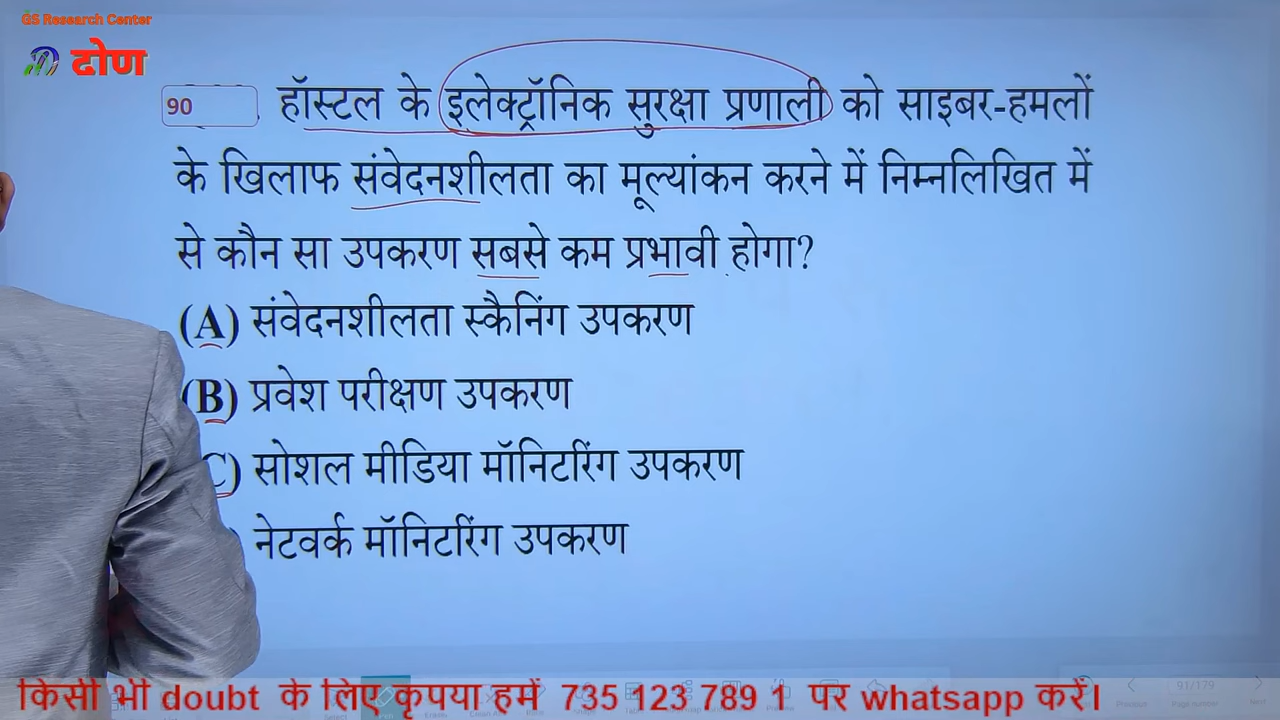 GS Research Center
द्रोण
90
हॉस्टल के इलेक्ट्रॉनिक सुरक्षा प्रणाली को साइबर-हमलों
के खिलाफ संवेदनशीलता का मूल्यांकन करने में निम्नलिखित में
से कौन सा उपकरण सबसे कम प्रभावी होगा?
(A) संवेदनशीलता स्कैनिंग उपकरण
(B) प्रवेश परीक्षण उपकरण
C) सोशल मीडिया मॉनिटरिंग उपकरण
) नेटवर्क मॉनिटरिंग उपकरण
91/179
किसी भी doubt के लिए कृपया हमें 735 123 789 1 पर whatsapp करें।